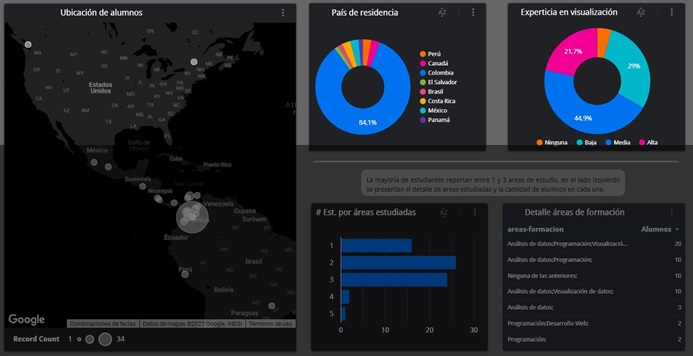 Ubicación de alumnos
País de residencia
Experticia en visualización
Estados
Unidos
México
Cuba
Puerto Rico
Guatemala
Nicaragua
Venezuela
Guyana
Surinam
Ecuador
Perú
Brasil
Bolivia
Paraguay
Google
Combinaciones de teclas
Datos de mapas ©2022 Google, INEGI
Términos de uso
Record Count 1 34
84,1%
Perú
Canadá
Colombia
El Salvador
Brasil
Costa Rica
México
Panamá
21,7%
29%
44,9%
Ninguna Baja Media Alta
La mayoría de estudiantes reportan entre 1 y 3 áreas de estudio, en el lado izquierdo
se presentan el detalle de areas estudiadas y la cantidad de alumnos en cada una.
# Est. por áreas estudiadas
1
2
3
4
5
0 10 20 30
Detalle áreas de formación
areas-formacion Alumnos
Análisis de datos;Programación;Visualizació... 20
Análisis de datos;Programación; 10
Ninguna de las anteriores; 10
Análisis de datos;Visualización de datos; 10
Análisis de datos; 3
Programación;Desarrollo Web; 2
Programación; 2